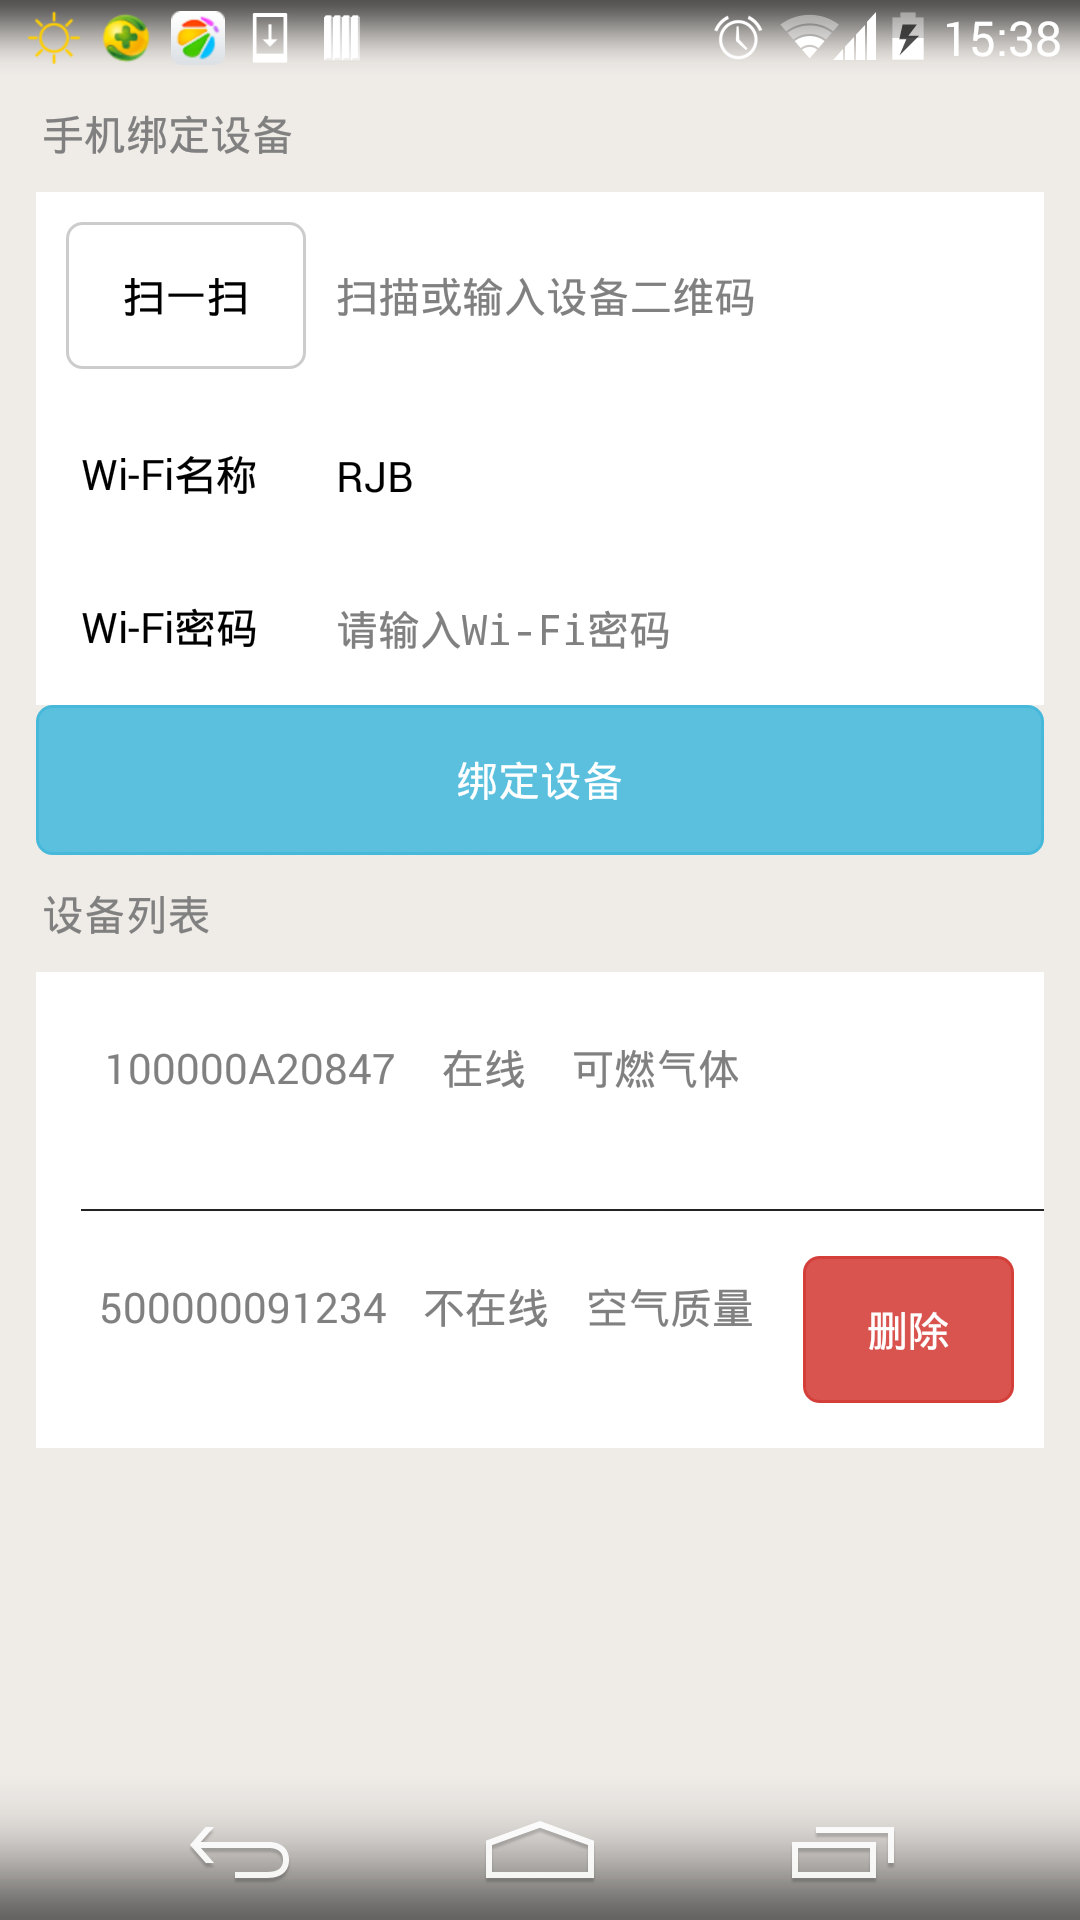 15:38
手机绑定设备
扫一扫 扫描或输入设备二维码
Wi-Fi名称 RJB
Wi-Fi密码 请输入Wi-Fi密码
绑定设备
设备列表
100000A20847 在线 可燃气体
500000091234 不在线 空气质量 删除